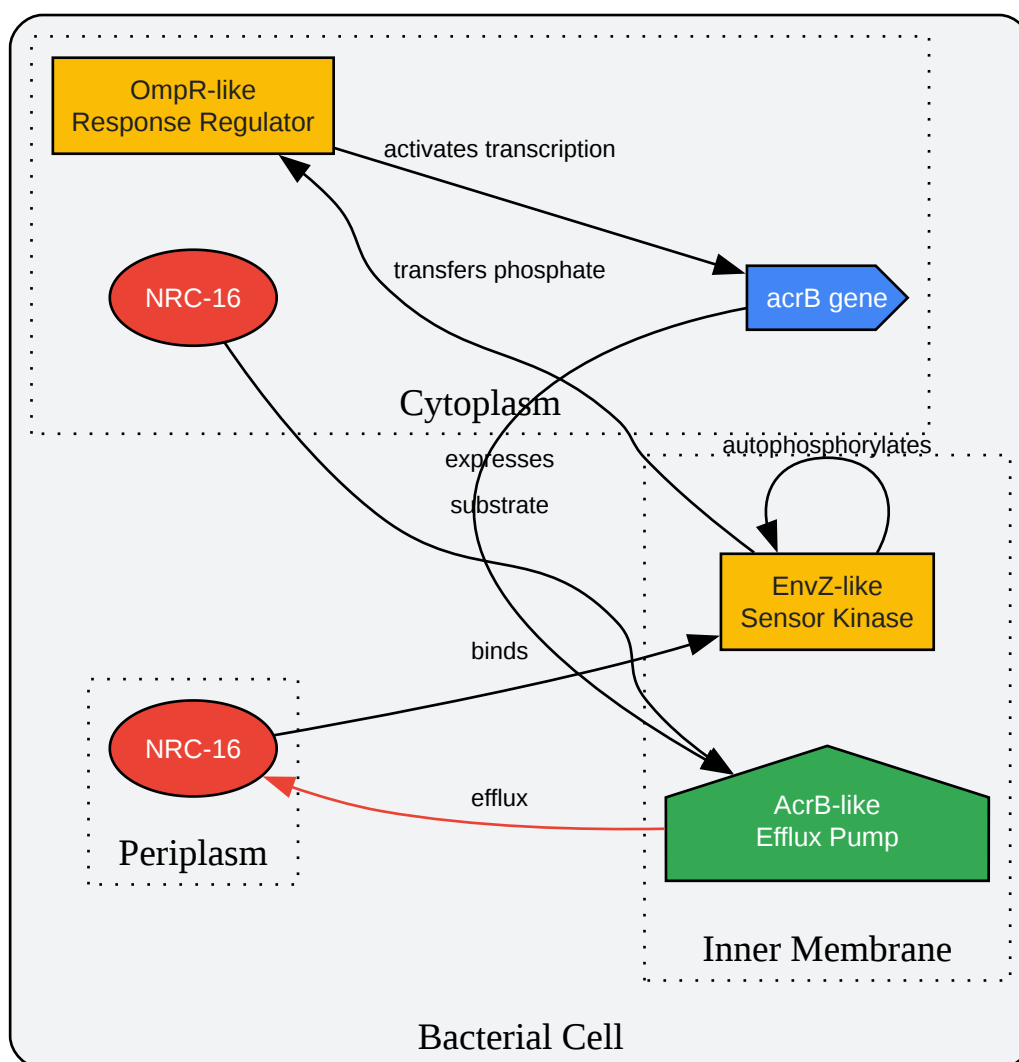 OmpR-like
Response Regulator
activates transcription
transfers phosphate
NRC-16
acrB gene
Cytoplasm
autophosphorylates
expresses
substrate
EnvZ-like
Sensor Kinase
binds
NRC-16
efflux
AcrB-like
Efflux Pump
Periplasm
Inner Membrane
Bacterial Cell